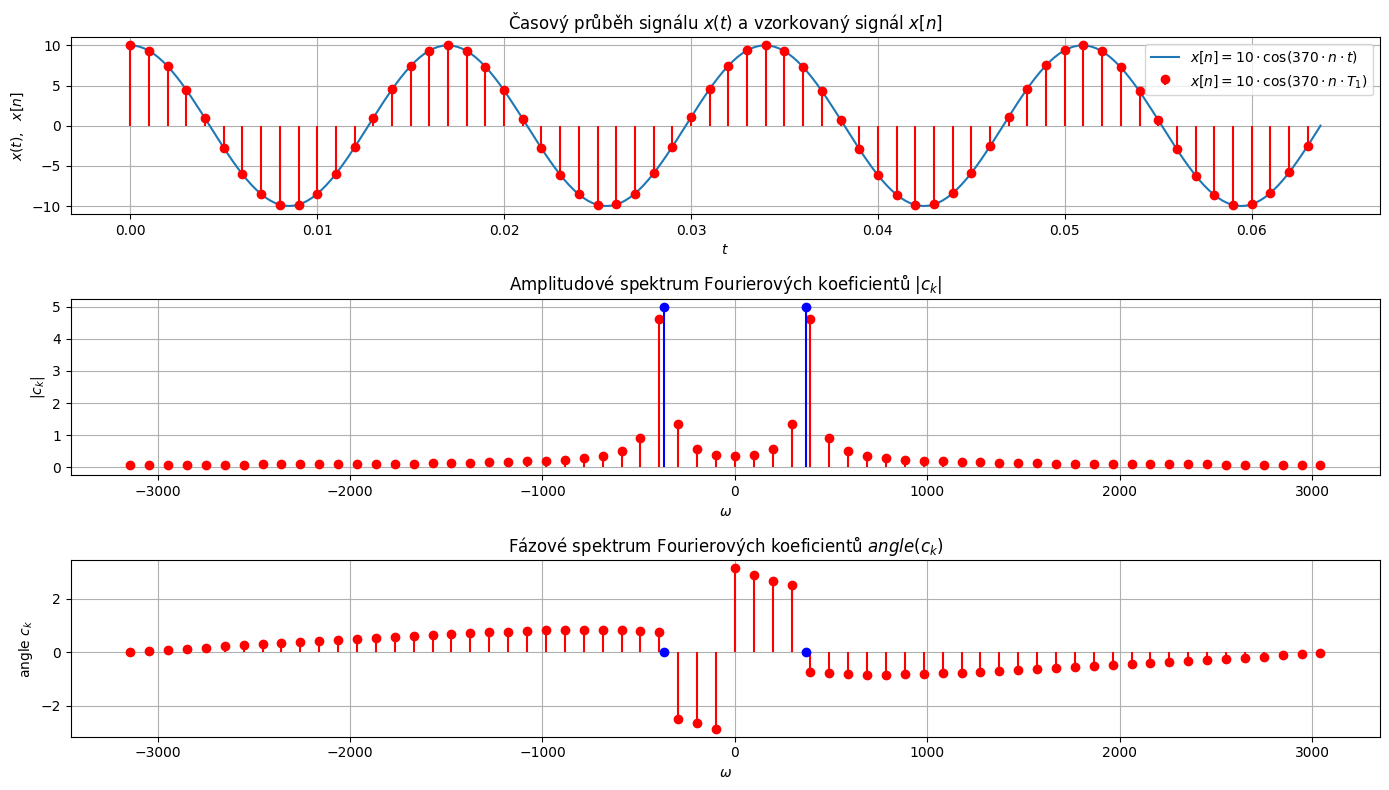 Časový průběh signálu x(t) a vzorkovaný signál x[n]
x(t), x[n]
10
5
0
−5
−10
x[n] = 10 · cos(370 · n · t)
x[n] = 10 · cos(370 · n · T₁)
0.00 0.01 0.02 0.03 0.04 0.05 0.06
t
Amplitudové spektrum Fourierových koeficientů |cₖ|
|cₖ|
5
4
3
2
1
0
−3000 −2000 −1000 0 1000 2000 3000
ω
Fázové spektrum Fourierových koeficientů angle(cₖ)
angle cₖ
2
0
−2
−3000 −2000 −1000 0 1000 2000 3000
ω